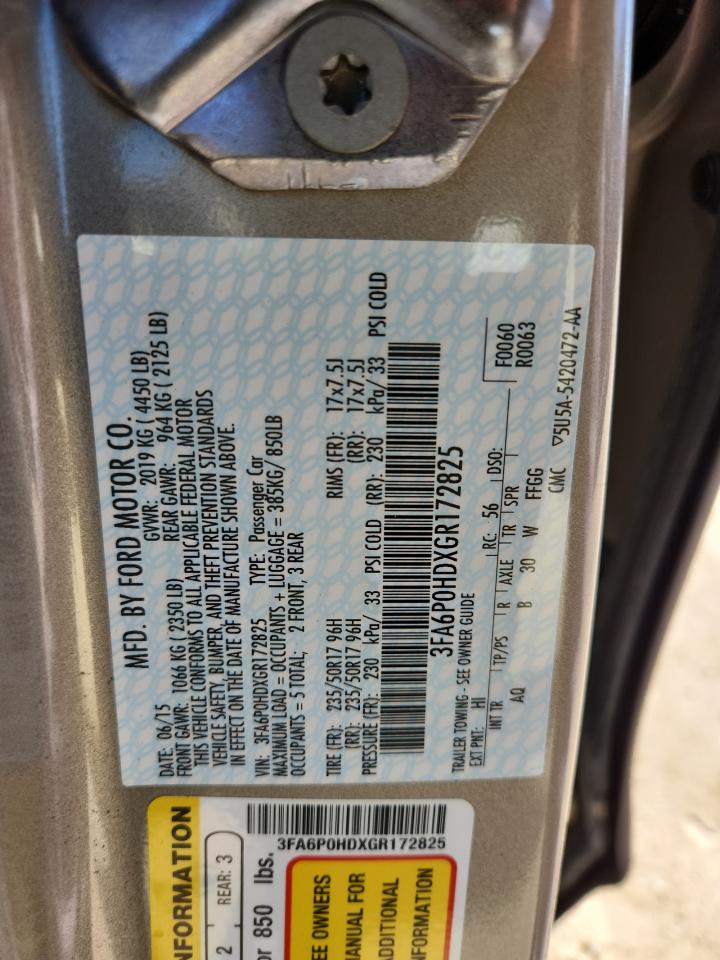 MFD. BY FORD MOTOR CO.
DATE: 06/15 GVWR: 2019 KG ( 4450 LB)
FRONT GAWR: 1066 KG ( 2350 LB) REAR GAWR: 964 KG ( 2125 LB)
THIS VEHICLE CONFORMS TO ALL APPLICABLE FEDERAL MOTOR
VEHICLE SAFETY, BUMPER, AND THEFT PREVENTION STANDARDS
IN EFFECT ON THE DATE OF MANUFACTURE SHOWN ABOVE.
VIN: 3FA6P0HDXGR172825 TYPE: Passenger Car
MAXIMUM LOAD = OCCUPANTS + LUGGAGE = 385KG/ 850LB
OCCUPANTS = 5 TOTAL; 2 FRONT, 3 REAR
TIRE (FR): 235/50R17 96H RIMS (FR): 17x7.5J
(RR): 235/50R17 96H (RR): 17x7.5J
PRESSURE (FR): 230 kPa/ 33 PSI COLD (RR): 230 kPa/ 33 PSI COLD
3FA6P0HDXGR172825
TRAILER TOWING - SEE OWNER GUIDE
EXT PNT: HI RC: 56 DSO: F0060
R0063
INT TR TP/PS R AXLE TR SPR
AQ B 30 W FFGG
CMC ▽5U5A-5420472-AA
3FA6P0HDXGR172825
NFORMATION
2 REAR: 3
or 850 lbs.
EE OWNERS
MANUAL FOR
ADDITIONAL
NFORMATION